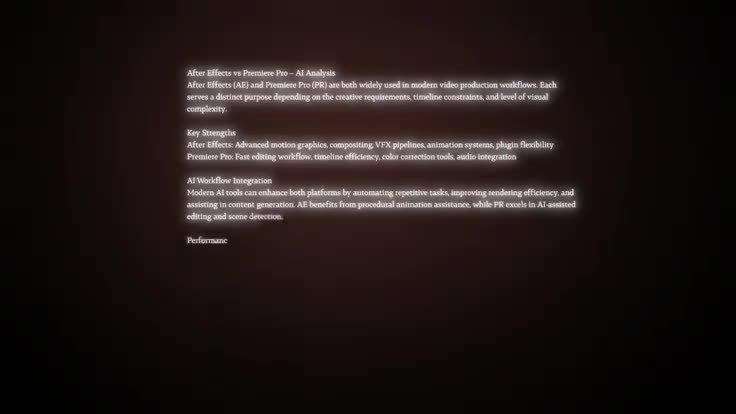 After Effects vs Premiere Pro – AI Analysis
After Effects (AE) and Premiere Pro (PR) are both widely used in modern video production workflows. Each
serves a distinct purpose depending on the creative requirements, timeline constraints, and level of visual
complexity.
Key Strengths
After Effects: Advanced motion graphics, compositing, VFX pipelines, animation systems, plugin flexibility
Premiere Pro: Fast editing workflow, timeline efficiency, color correction tools, audio integration
AI Workflow Integration
Modern AI tools can enhance both platforms by automating repetitive tasks, improving rendering efficiency, and
assisting in content generation. AE benefits from procedural animation assistance, while PR excels in AI-assisted
editing and scene detection.
Performanc